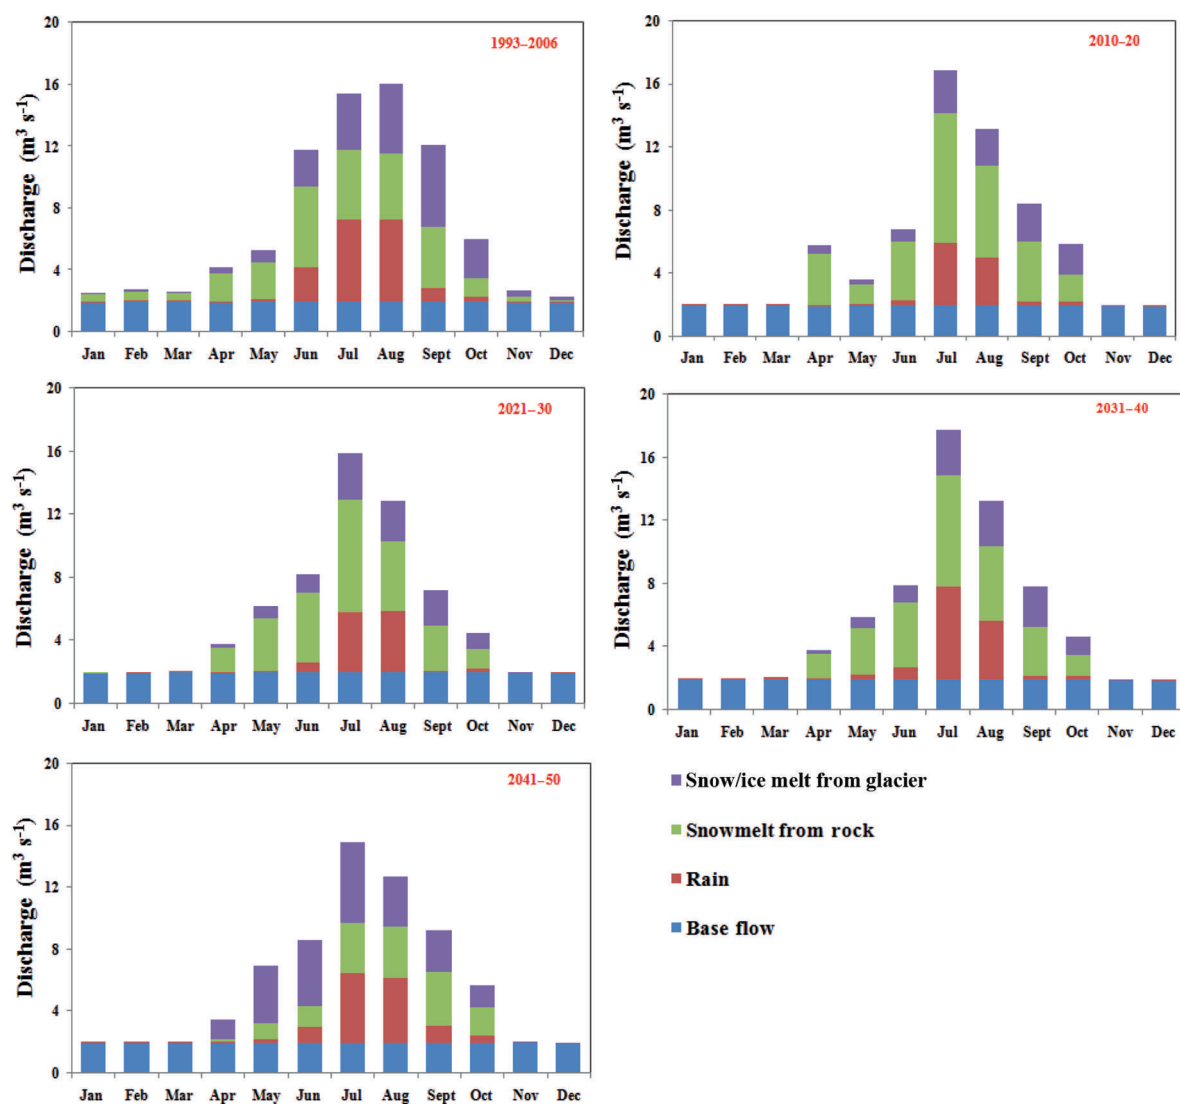 20
16
12
8
4
0
Discharge (m³ s⁻¹)
1993–2006
Jan Feb Mar Apr May Jun Jul Aug Sept Oct Nov Dec
20
16
12
8
4
0
Discharge (m³ s⁻¹)
2010–20
Jan Feb Mar Apr May Jun Jul Aug Sept Oct Nov Dec
20
16
12
8
4
0
Discharge (m³ s⁻¹)
2021–30
Jan Feb Mar Apr May Jun Jul Aug Sept Oct Nov Dec
20
16
12
8
4
0
Discharge (m³ s⁻¹)
2031–40
Jan Feb Mar Apr May Jun Jul Aug Sept Oct Nov Dec
20
16
12
8
4
0
Discharge (m³ s⁻¹)
2041–50
Jan Feb Mar Apr May Jun Jul Aug Sept Oct Nov Dec
Snow/ice melt from glacier
Snowmelt from rock
Rain
Base flow